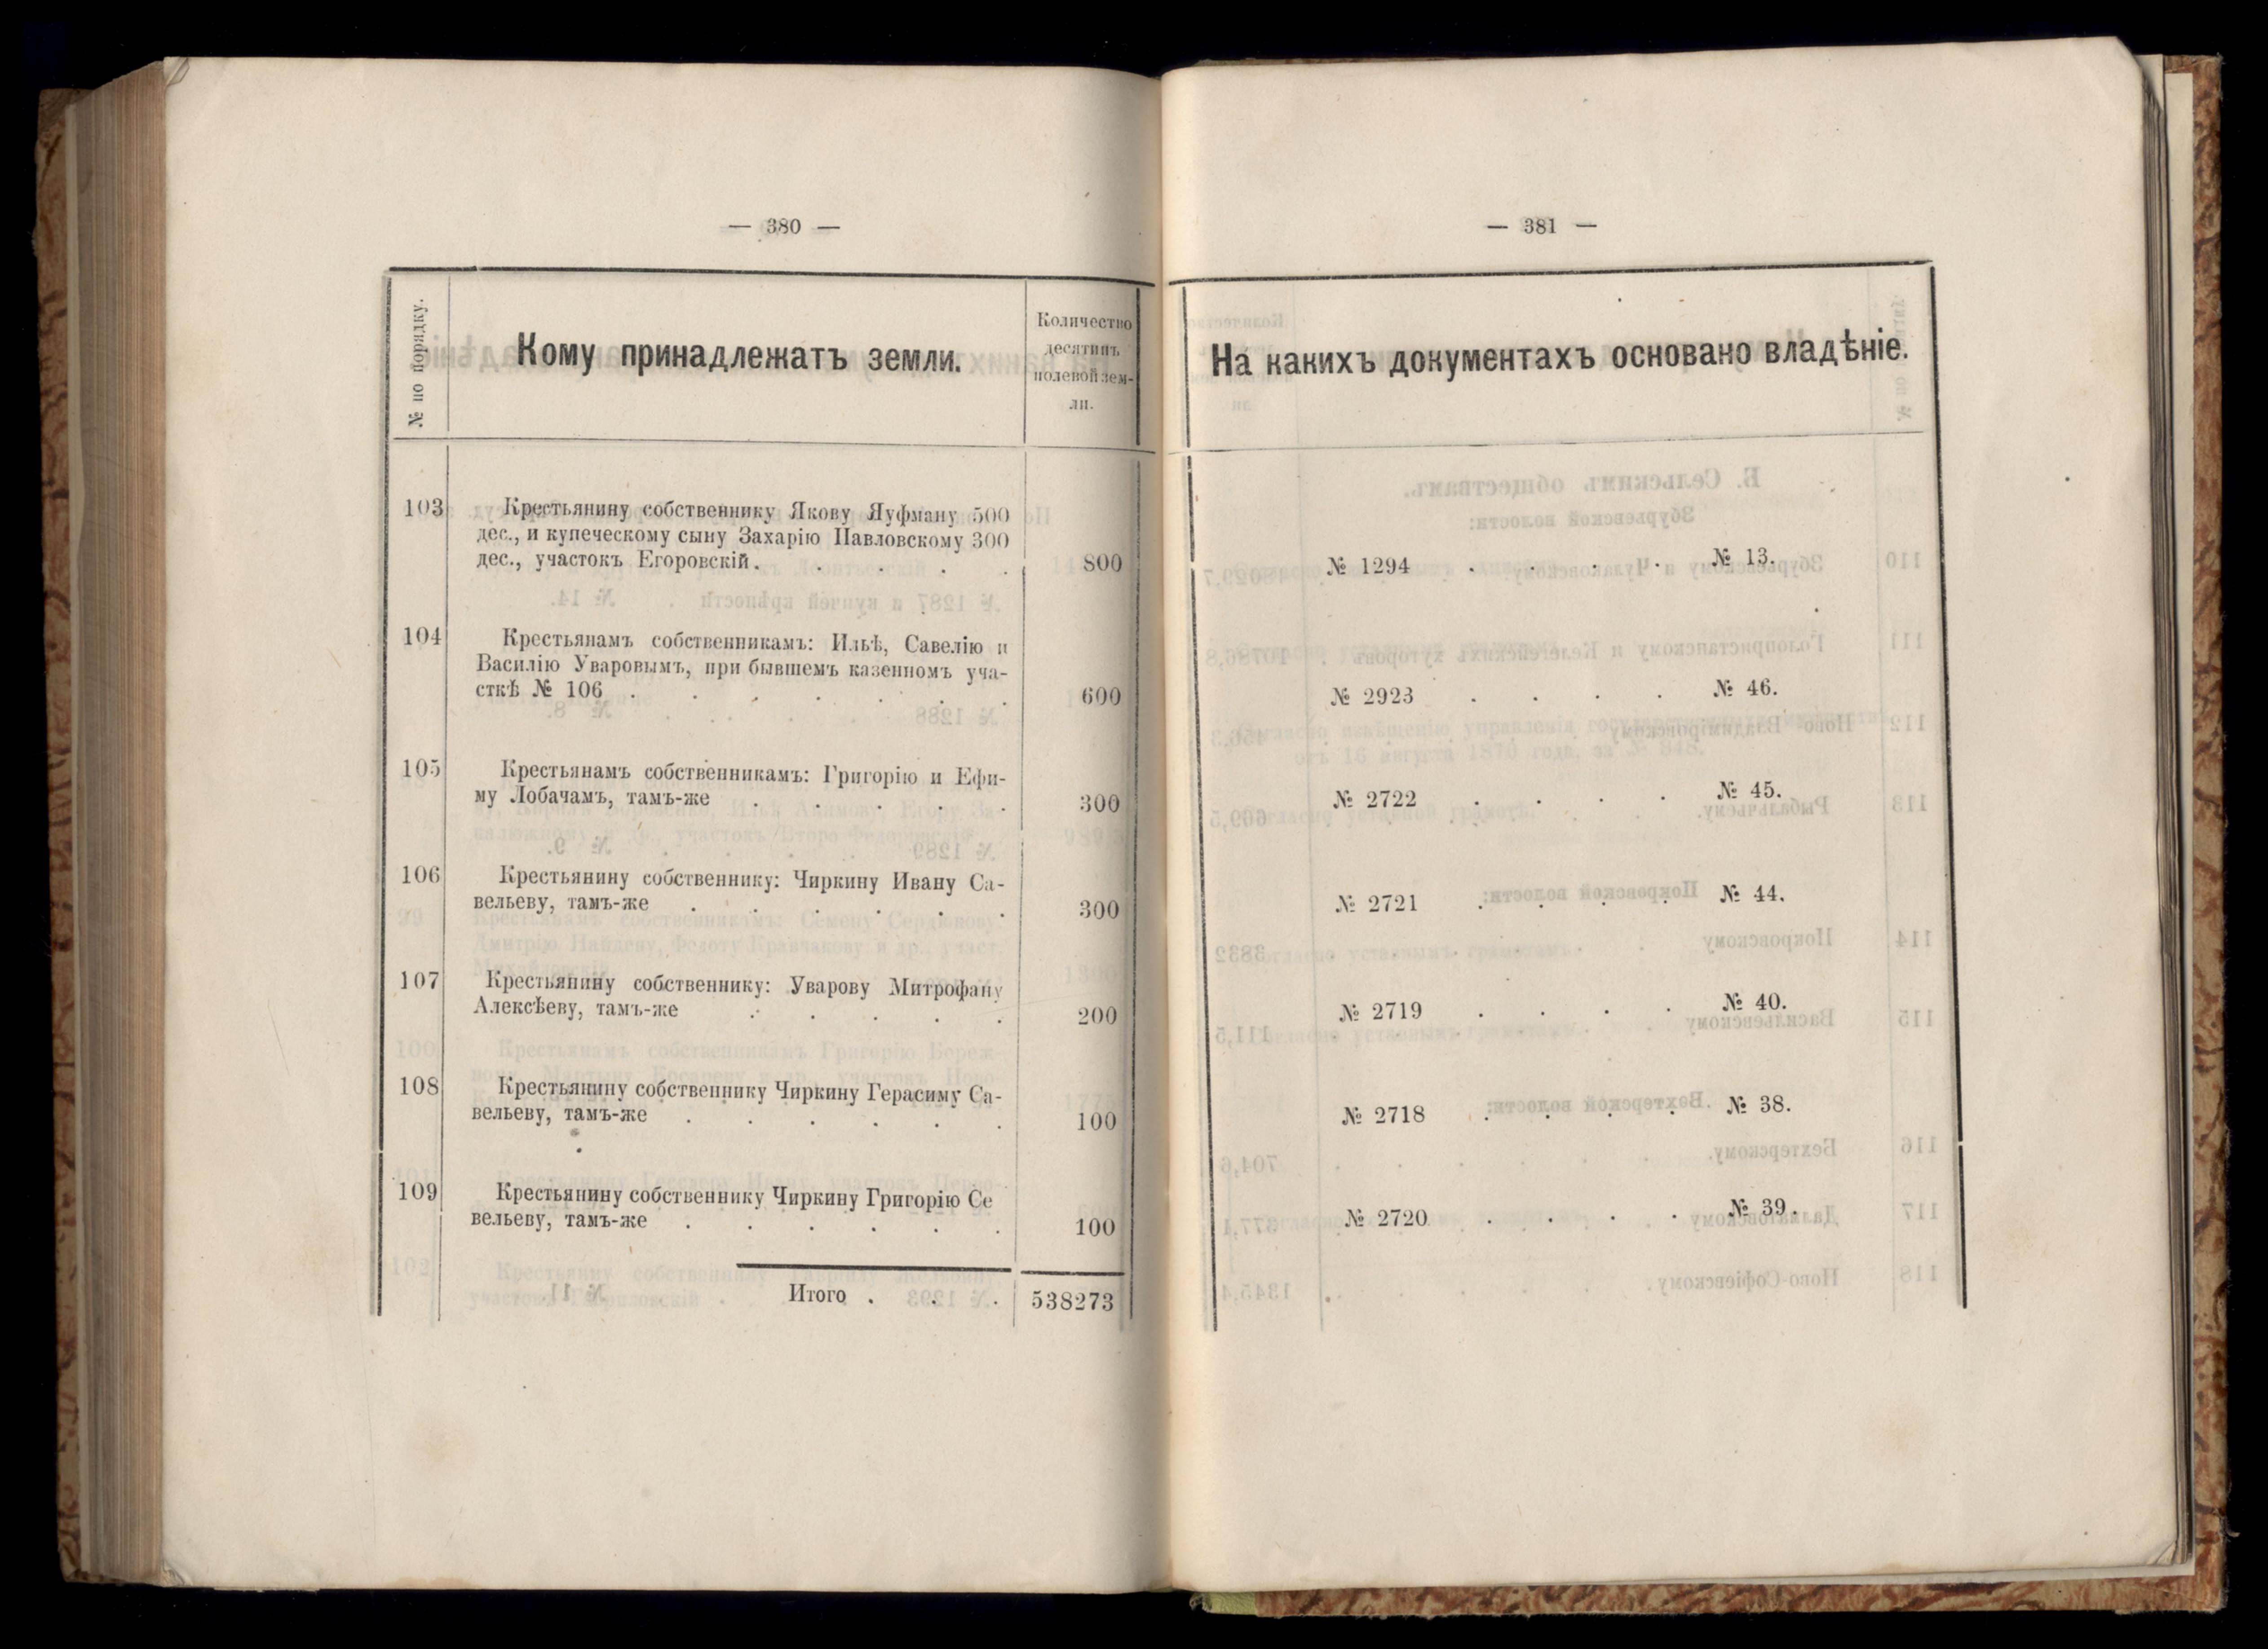 — 380 —
№ по порядку.
Кому принадлежатъ земли.
Количество
десятинъ
полевой зем-
ли.
103 Крестьянину собственнику Якову Яуфману 500
дес., и купеческому сыну Захарію Павловскому 300
дес., участокъ Егоровскій. . . . . 800
104 Крестьянамъ собственникамъ: Ильѣ, Савелію и
Василію Уваровымъ, при бывшемъ казенномъ уча-
сткѣ № 106 . . . . . . . 600
105 Крестьянамъ собственникамъ: Григорію и Ефи-
му Лобачамъ, тамъ-же . . . . . 300
106 Крестьянину собственнику: Чиркину Ивану Са-
вельеву, тамъ-же . . . . . . 300
107 Крестьянину собственнику: Уварову Митрофану
Алексѣеву, тамъ-же . . . . . 200
108 Крестьянину собственнику Чиркину Герасиму Са-
вельеву, тамъ-же . . . . . . 100
109 Крестьянину собственнику Чиркину Григорію Се
вельеву, тамъ-же . . . . . . 100
Итого . . . 538273
— 381 —
На какихъ документахъ основано владѣніе.
№ 1294 . . . . № 13.
№ 2923 . . . . № 46.
№ 2722 . . . . № 45.
№ 2721 . . . . № 44.
№ 2719 . . . . № 40.
№ 2718 . . . . № 38.
№ 2720 . . . . № 39.